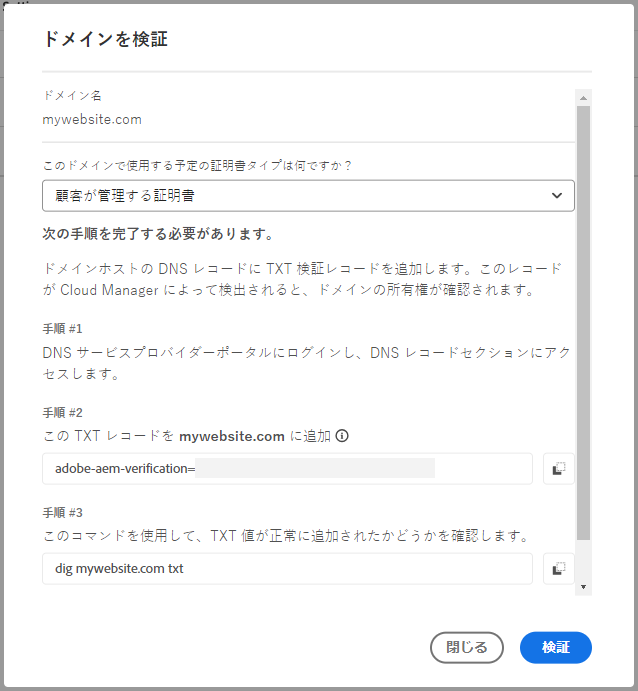 ドメインを検証
ドメイン名
mywebsite.com
このドメインで使用する予定の証明書タイプは何ですか？
顧客が管理する証明書
次の手順を完了する必要があります。
ドメインホストの DNS レコードに TXT 検証レコードを追加します。このレコード
が Cloud Manager によって検出されると、ドメインの所有権が確認されます。
手順 #1
DNS サービスプロバイダーポータルにログインし、DNS レコードセクションにアク
セスします。
手順 #2
この TXT レコードを mywebsite.com に追加
adobe-aem-verification=
手順 #3
このコマンドを使用して、TXT 値が正常に追加されたかどうかを確認します。
dig mywebsite.com txt
閉じる
検証